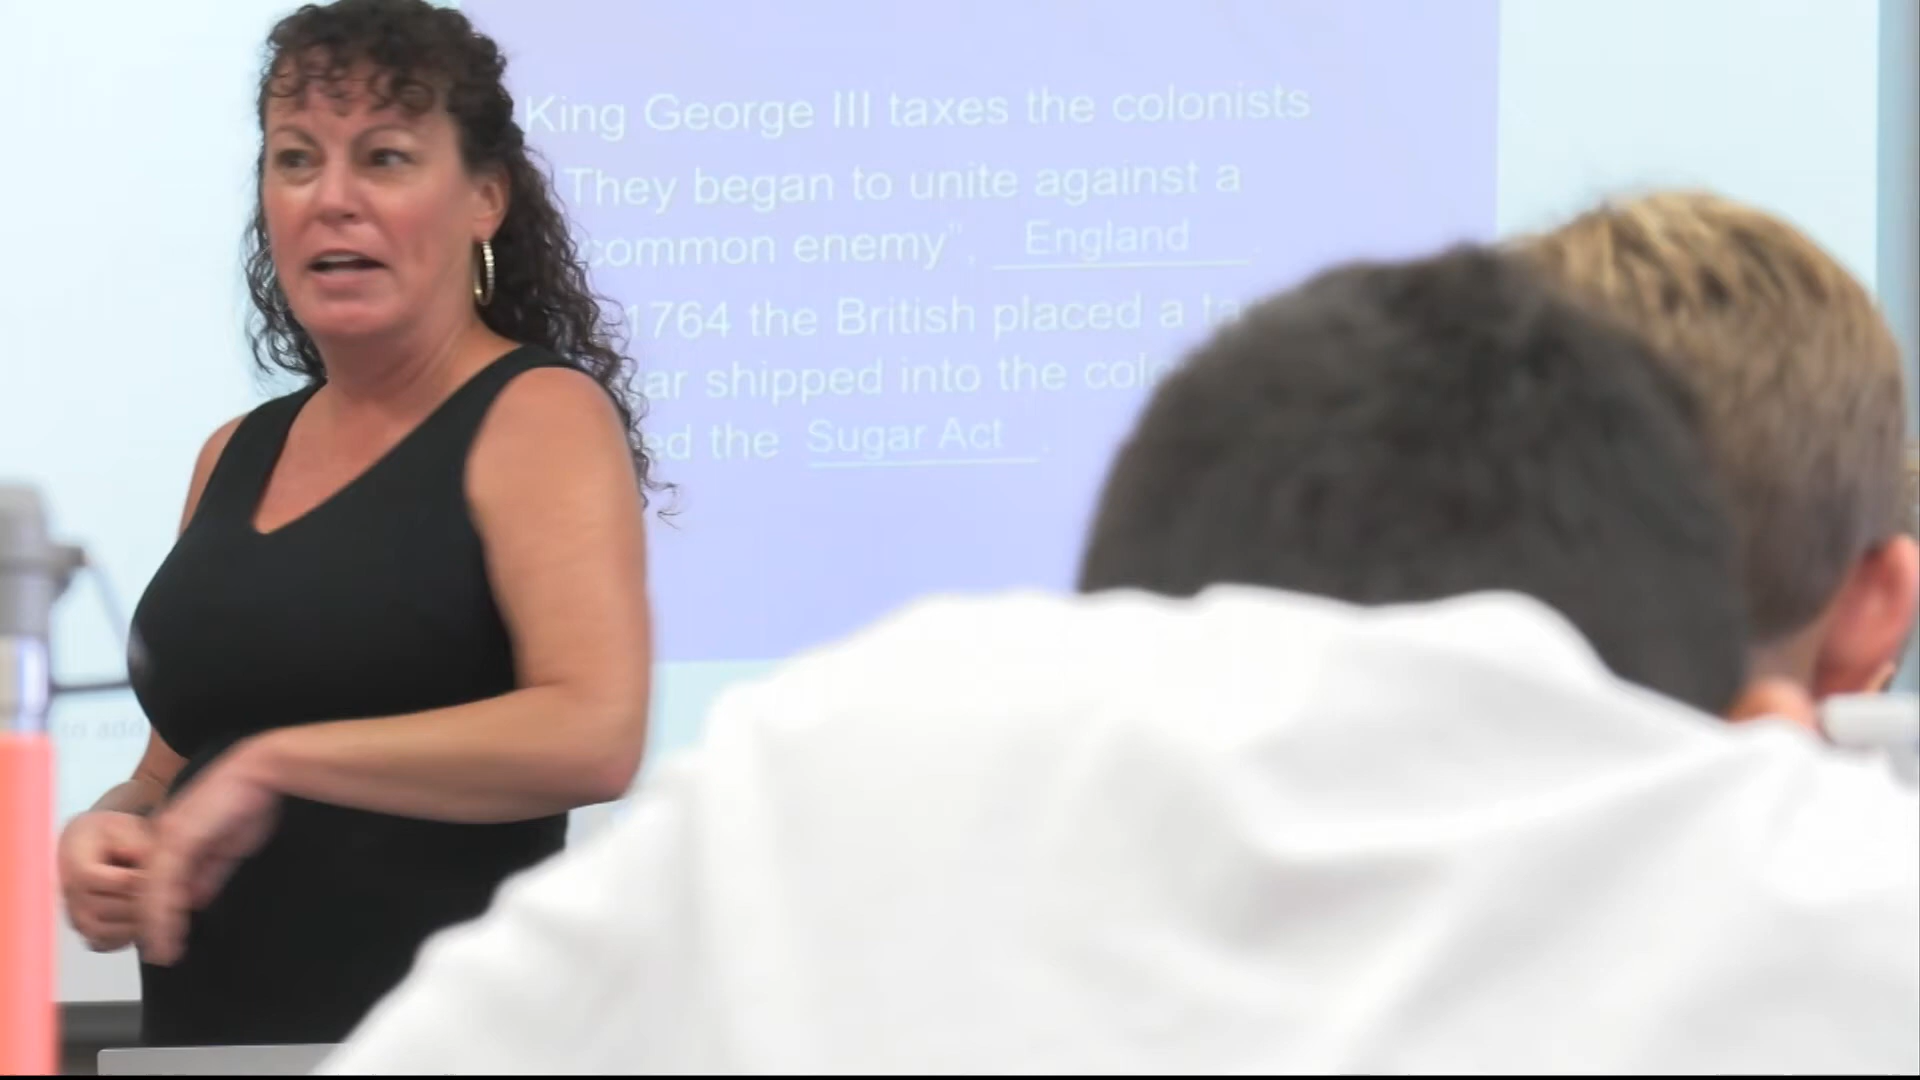 King George III taxes the colonists
They began to unite against a
common enemy", England.
1764 the British placed a
shipped into the
the Sugar Act.
add